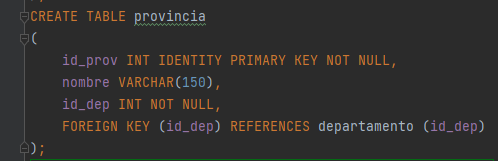 CREATE TABLE provincia
(
id_prov INT IDENTITY PRIMARY KEY NOT NULL,
nombre VARCHAR(150),
id_dep INT NOT NULL,
FOREIGN KEY (id_dep) REFERENCES departamento (id_dep)
);